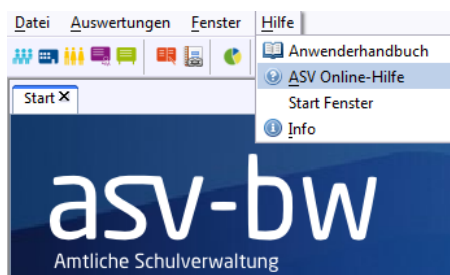 Datei Auswertungen Fenster Hilfe
Anwenderhandbuch
ASV Online-Hilfe
Start Fenster
Info
Start
asv-bw
Amtliche Schulverwaltung